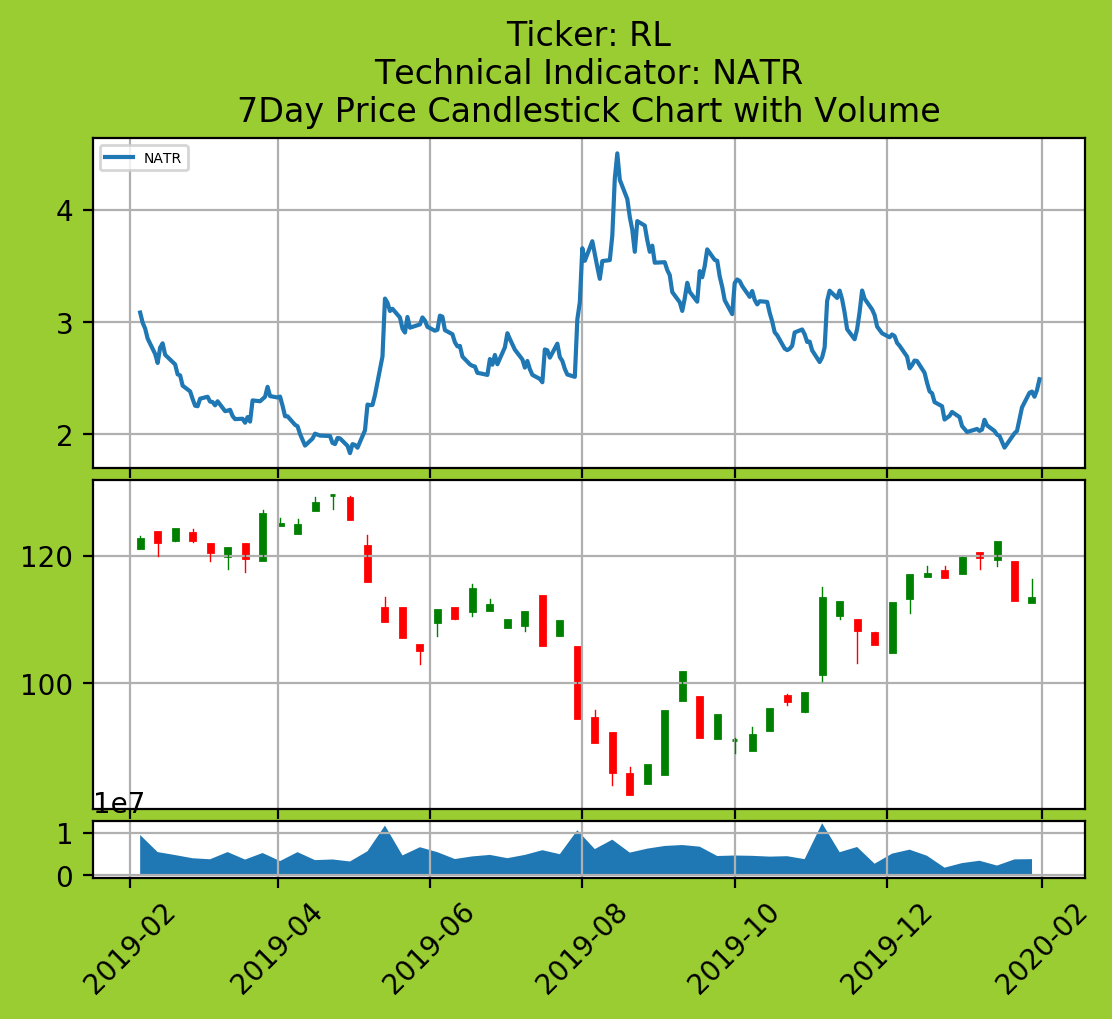 Ticker: RL
Technical Indicator: NATR
7Day Price Candlestick Chart with Volume
NATR
4
3
2
120
100
1e7
1
0
2019-02
2019-04
2019-06
2019-08
2019-10
2019-12
2020-02